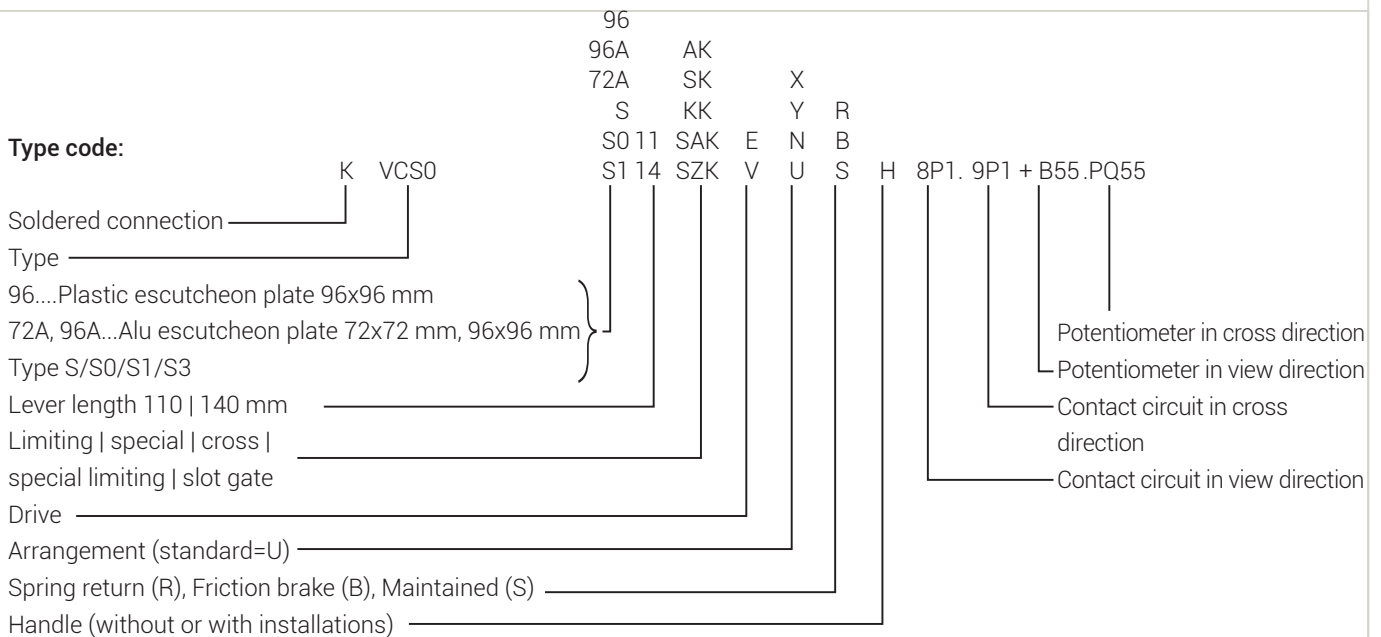 96
96A AK
72A SK X
S KK Y R
Type code: S0 11 SAK E N B
K VCS0 S1 14 SZK V U S H 8P1. 9P1 + B55.PQ55
Soldered connection
Type
96....Plastic escutcheon plate 96x96 mm
72A, 96A...Alu escutcheon plate 72x72 mm, 96x96 mm
Type S/S0/S1/S3
Lever length 110 | 140 mm
Limiting | special | cross |
special limiting | slot gate
Drive
Arrangement (standard=U)
Spring return (R), Friction brake (B), Maintained (S)
Handle (without or with installations)
Potentiometer in cross direction
Potentiometer in view direction
Contact circuit in cross
direction
Contact circuit in view direction